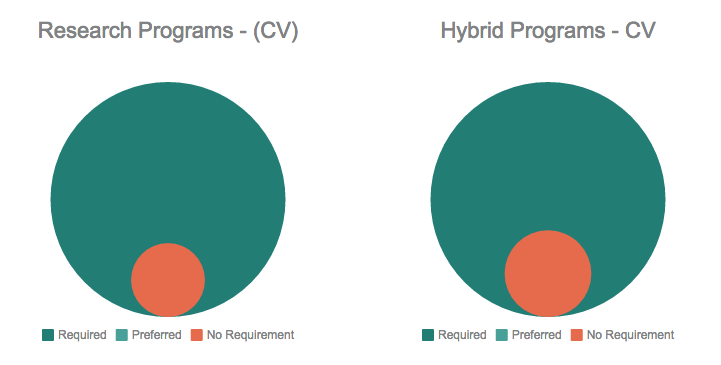 Research Programs - (CV)
Required Preferred No Requirement
Hybrid Programs - CV
Required Preferred No Requirement